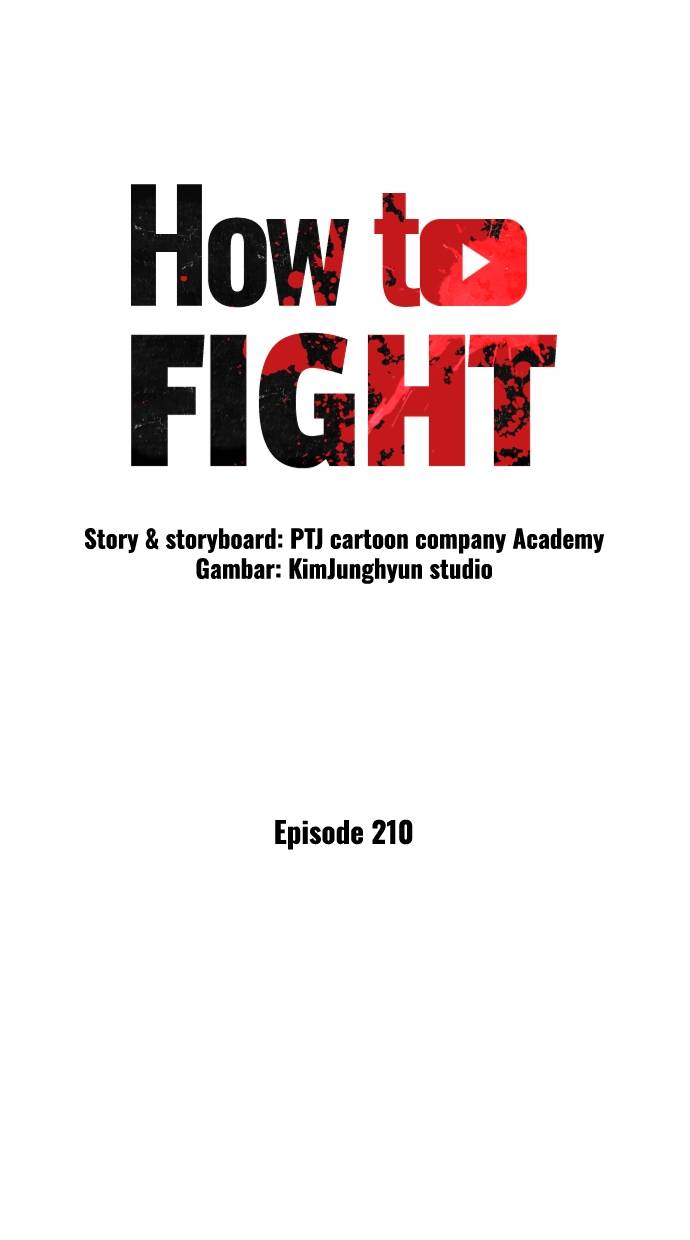 How to
FIGHT
Story & storyboard: PTJ cartoon company Academy
Gambar: KimJunghyun studio
Episode 210